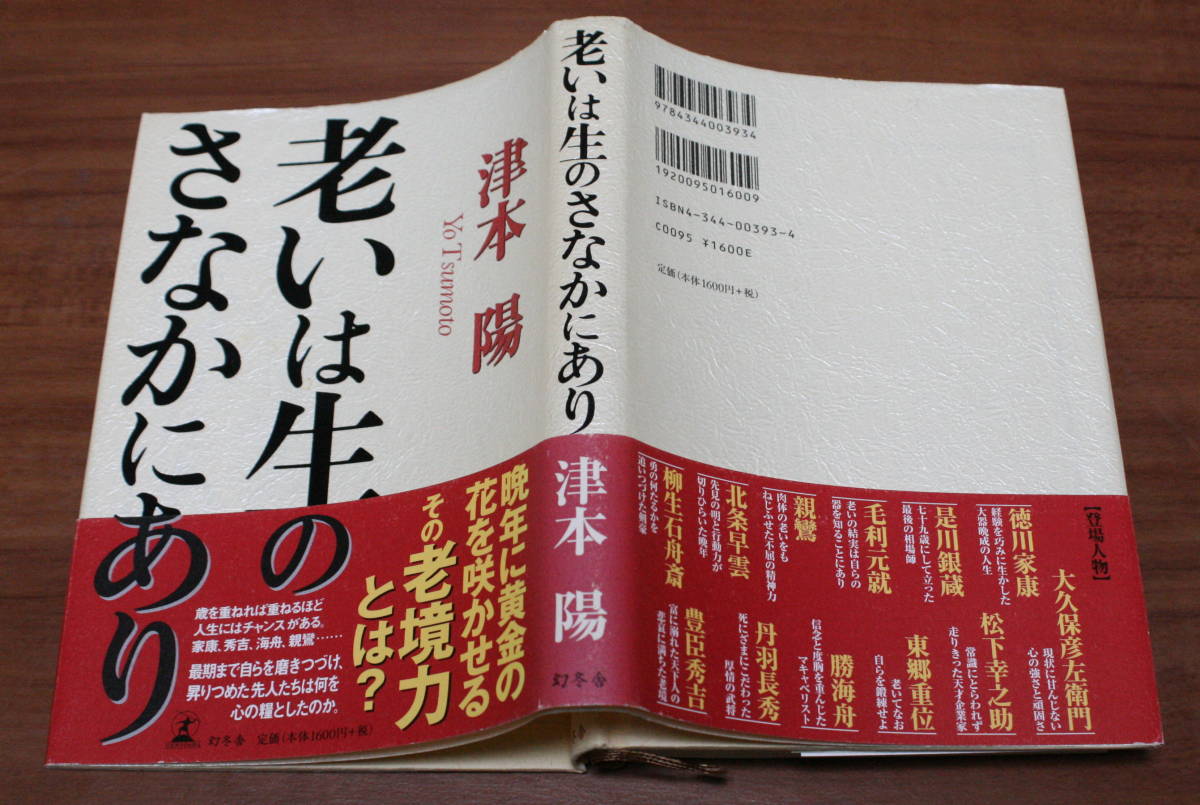 老いは生の
さなかにあり
津本 陽
Yo Tsumoto
晩年に黄金の
花を咲かせる
その老境力
とは？
歳を重ねれば重ねるほど
人生にはチャンスがある。
家康、秀吉、海舟、親鸞……
最期まで自らを磨きつづけ、
昇りつめた先人たちは何を
心の糧としたのか。
幻冬舎 定価(本体1600円+税)
老いは生のさなかにあり
津本 陽
幻冬舎
9784344003934
1920095016009
ISBN4-344-00393-4
C0095 ¥1600E
定価(本体1600円+税)
【登場人物】
大久保彦左衛門
現状に甘んじない
心の強さと頑固さ
徳川家康
経験を巧みに生かした
大器晩成の人生
松下幸之助
常識にとらわれず
走りきった天才企業家
是川銀蔵
七十九歳にして立った
最後の相場師
東郷重位
老いてなお
自らを鍛練せよ
毛利元就
老いの結実は自らの
器を知ることにあり
勝海舟
信念と度胸を重んじた
マキャベリスト
親鸞
肉体の老いをも
ねじふせた不屈の精神力
丹羽長秀
死にざまにこだわった
厚情の武将
北条早雲
先見の明と行動力が
切りひらいた晩年
豊臣秀吉
富に溺れた天下人の
悲哀に満ちた老境
柳生石舟斎
勇の何たるかを
追いつづけた剣豪